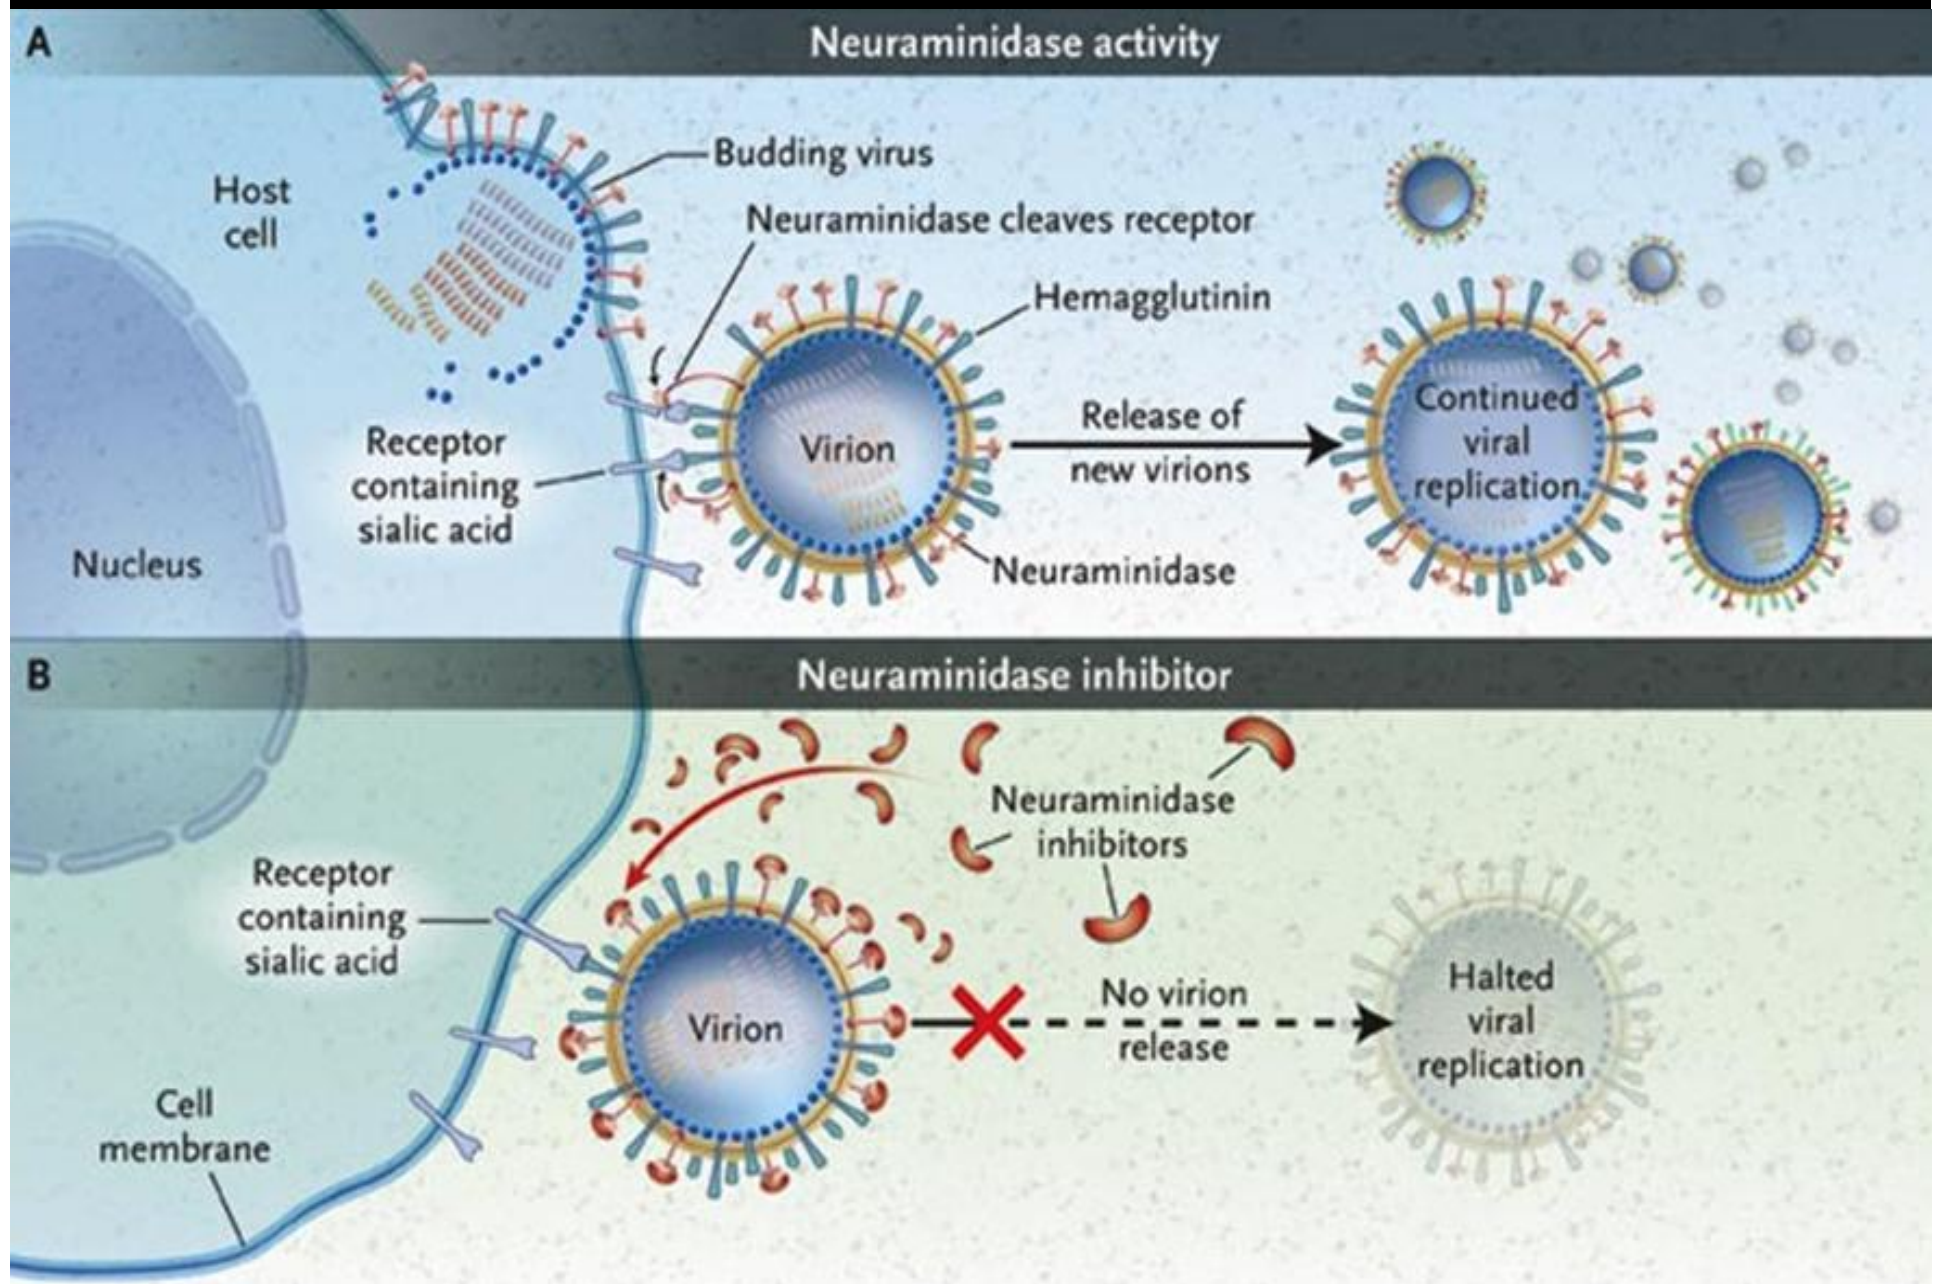 A
Neuraminidase activity
Budding virus
Host
cell
Neuraminidase cleaves receptor
Hemagglutinin
Receptor
containing
sialic acid
Virion
Release of
new virions
Continued
viral
replication
Nucleus
Neuraminidase
B
Neuraminidase inhibitor
Neuraminidase
inhibitors
Receptor
containing
sialic acid
Virion
No virion
release
Halted
viral
replication
Cell
membrane